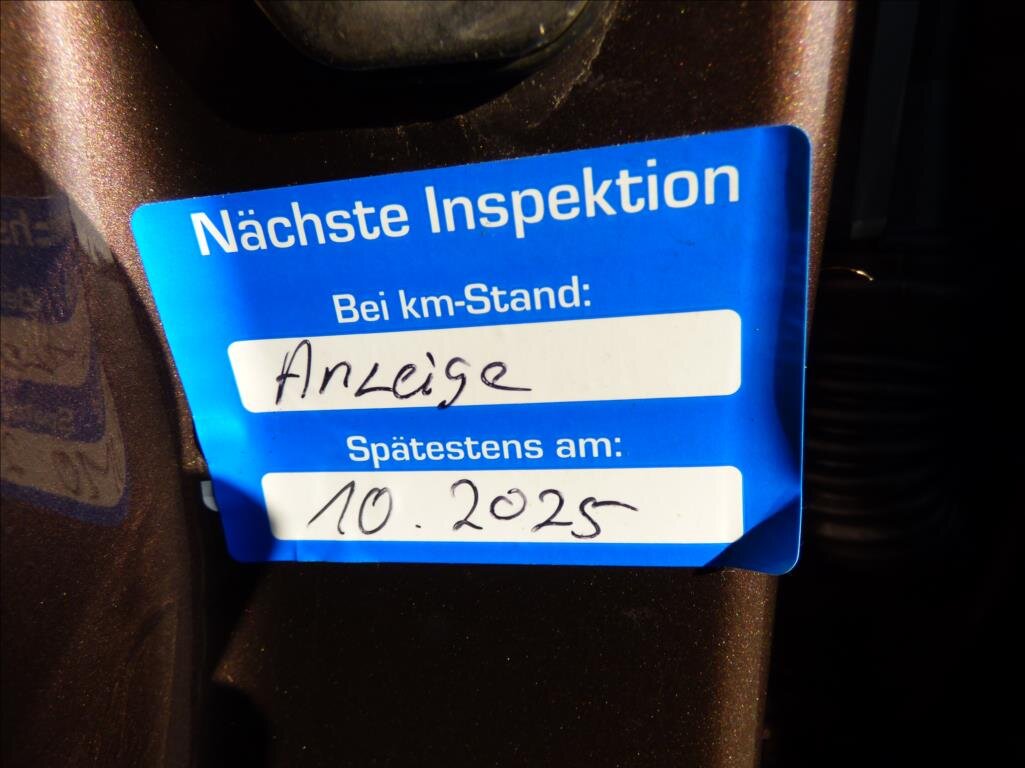 Nächste Inspektion
Bei km-Stand:
Anzeige
Spätestens am:
10.2025